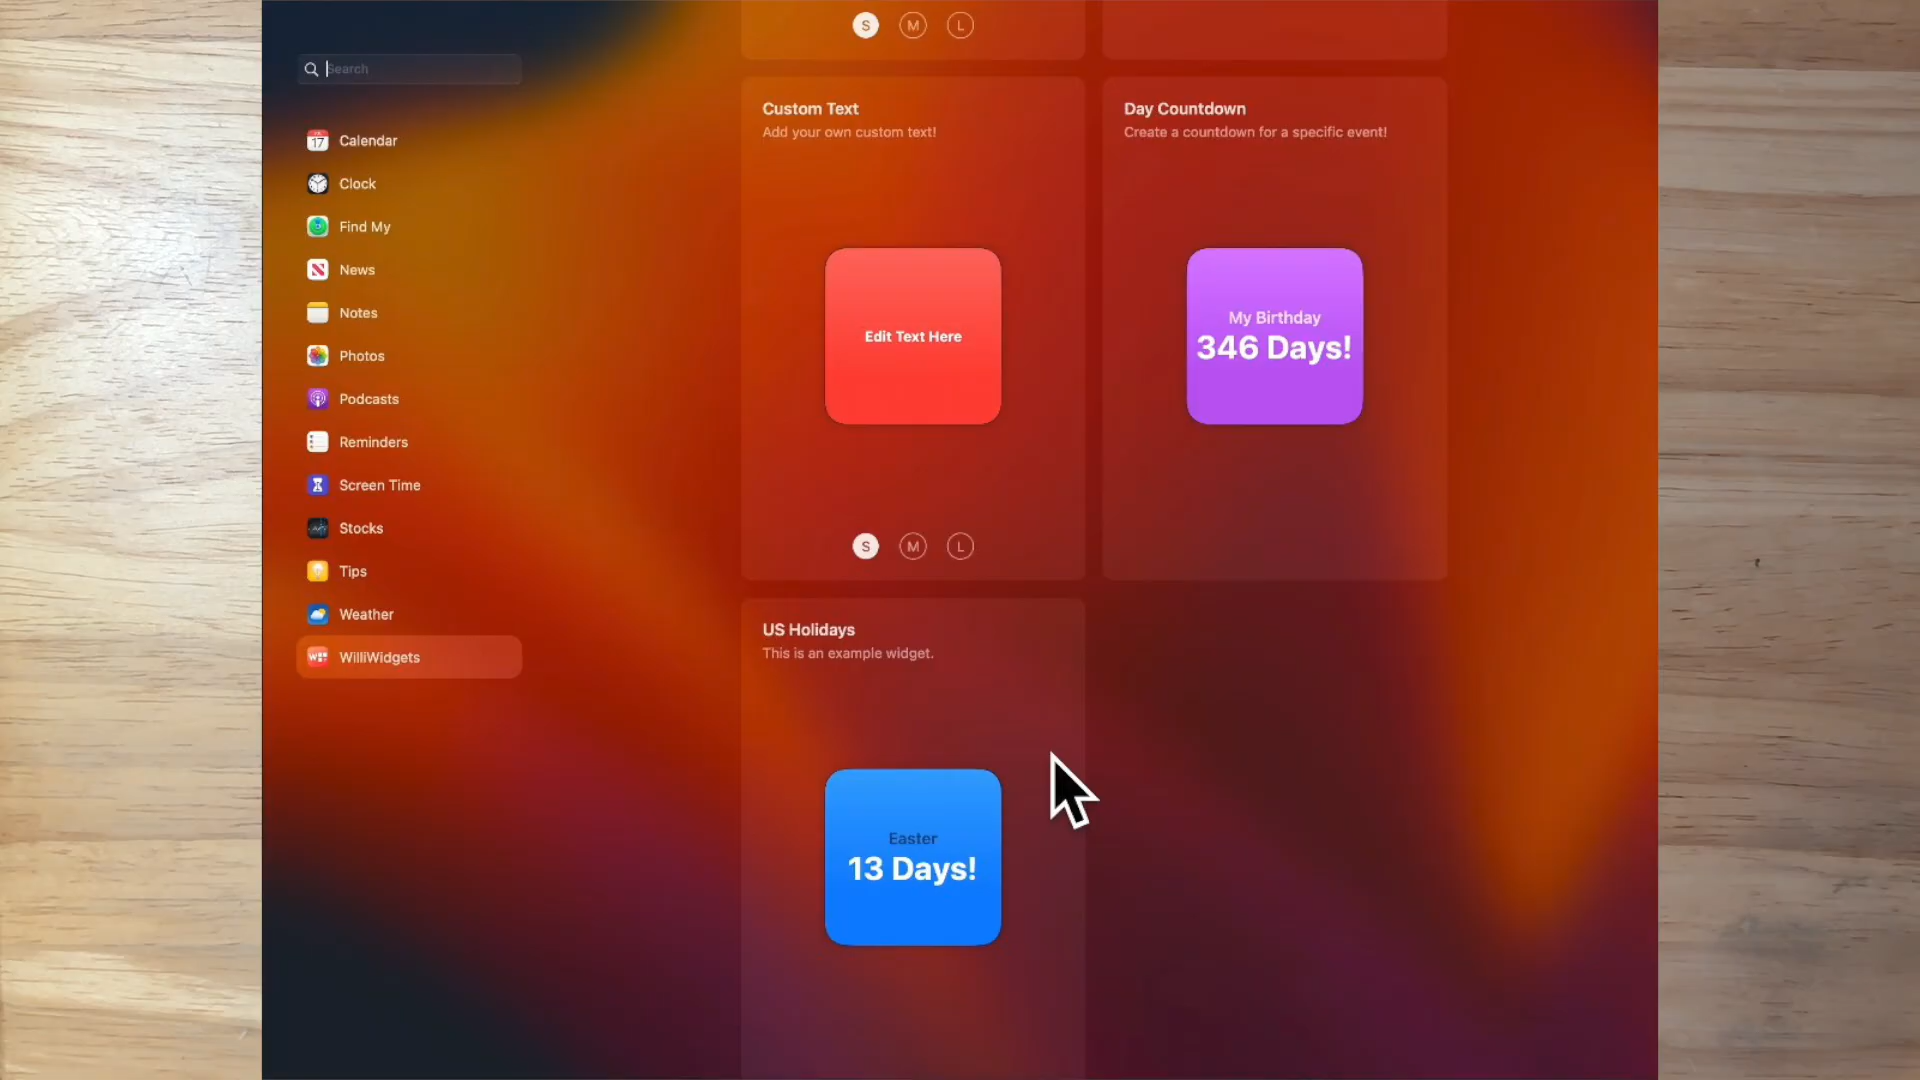 S M L
Search
17
Calendar
Clock
Find My
News
Notes
Photos
Podcasts
Reminders
Screen Time
Stocks
Tips
Weather
WilliWidgets
Custom Text
Add your own custom text!
Edit Text Here
S M L
Day Countdown
Create a countdown for a specific event!
My Birthday
346 Days!
US Holidays
This is an example widget.
Easter
13 Days!